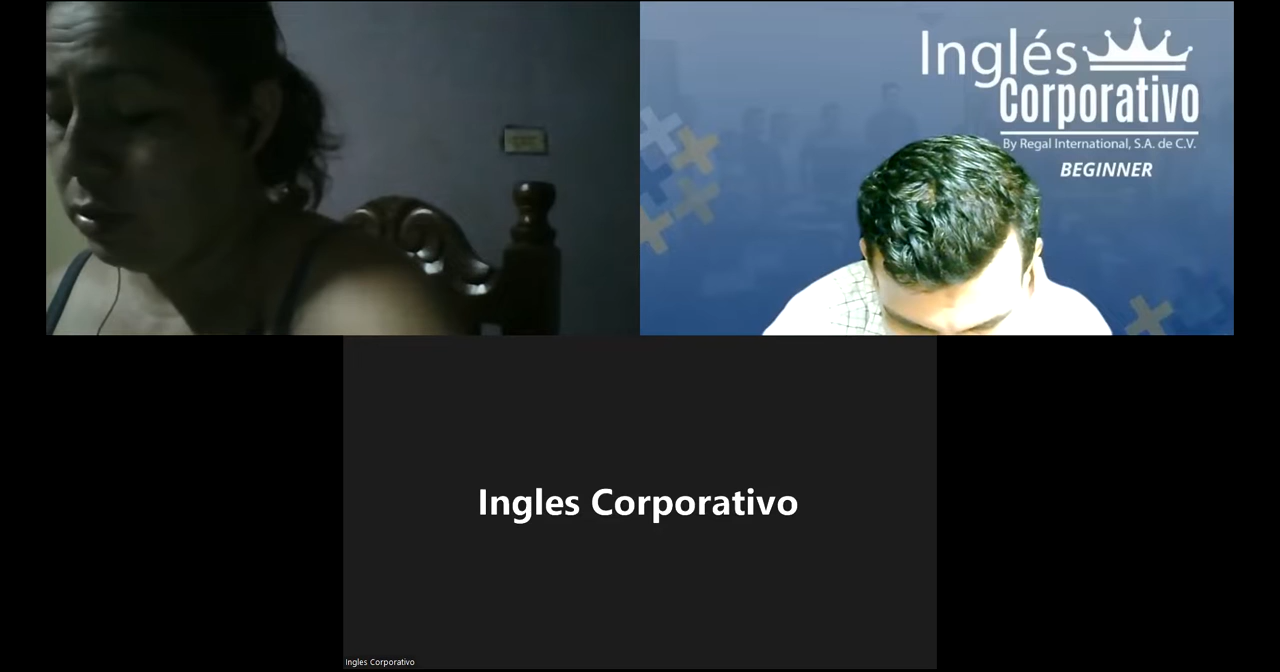 Inglés
Corporativo
By Regal International, S.A. de C.V.
BEGINNER
Ingles Corporativo
Ingles Corporativo